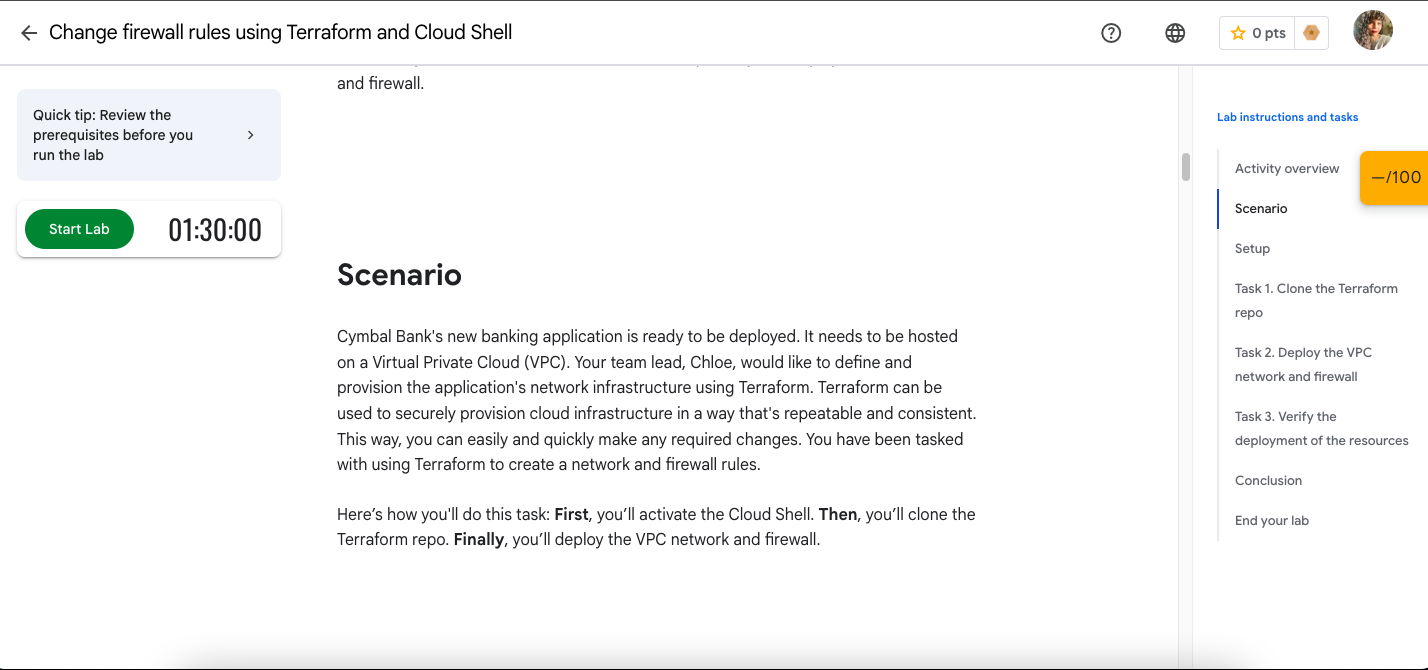 Change firewall rules using Terraform and Cloud Shell
0 pts
and firewall.
Quick tip: Review the
prerequisites before you
run the lab
Start Lab
01:30:00
Scenario
Cymbal Bank's new banking application is ready to be deployed. It needs to be hosted
on a Virtual Private Cloud (VPC). Your team lead, Chloe, would like to define and
provision the application's network infrastructure using Terraform. Terraform can be
used to securely provision cloud infrastructure in a way that's repeatable and consistent.
This way, you can easily and quickly make any required changes. You have been tasked
with using Terraform to create a network and firewall rules.
Here’s how you'll do this task: First, you’ll activate the Cloud Shell. Then, you’ll clone the
Terraform repo. Finally, you’ll deploy the VPC network and firewall.
Lab instructions and tasks
Activity overview
—/100
Scenario
Setup
Task 1. Clone the Terraform
repo
Task 2. Deploy the VPC
network and firewall
Task 3. Verify the
deployment of the resources
Conclusion
End your lab